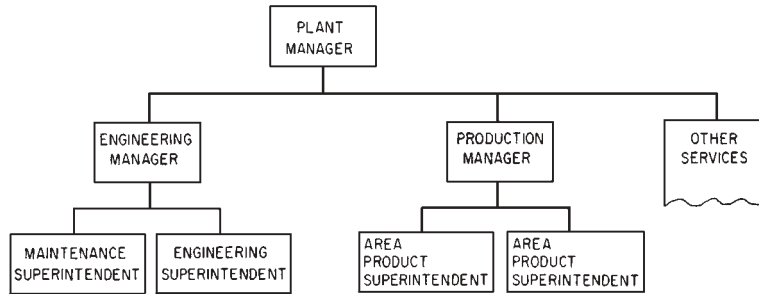 PLANT
MANAGER
ENGINEERING
MANAGER
PRODUCTION
MANAGER
OTHER
SERVICES
MAINTENANCE
SUPERINTENDENT
ENGINEERING
SUPERINTENDENT
AREA
PRODUCT
SUPERINTENDENT
AREA
PRODUCT
SUPERINTENDENT